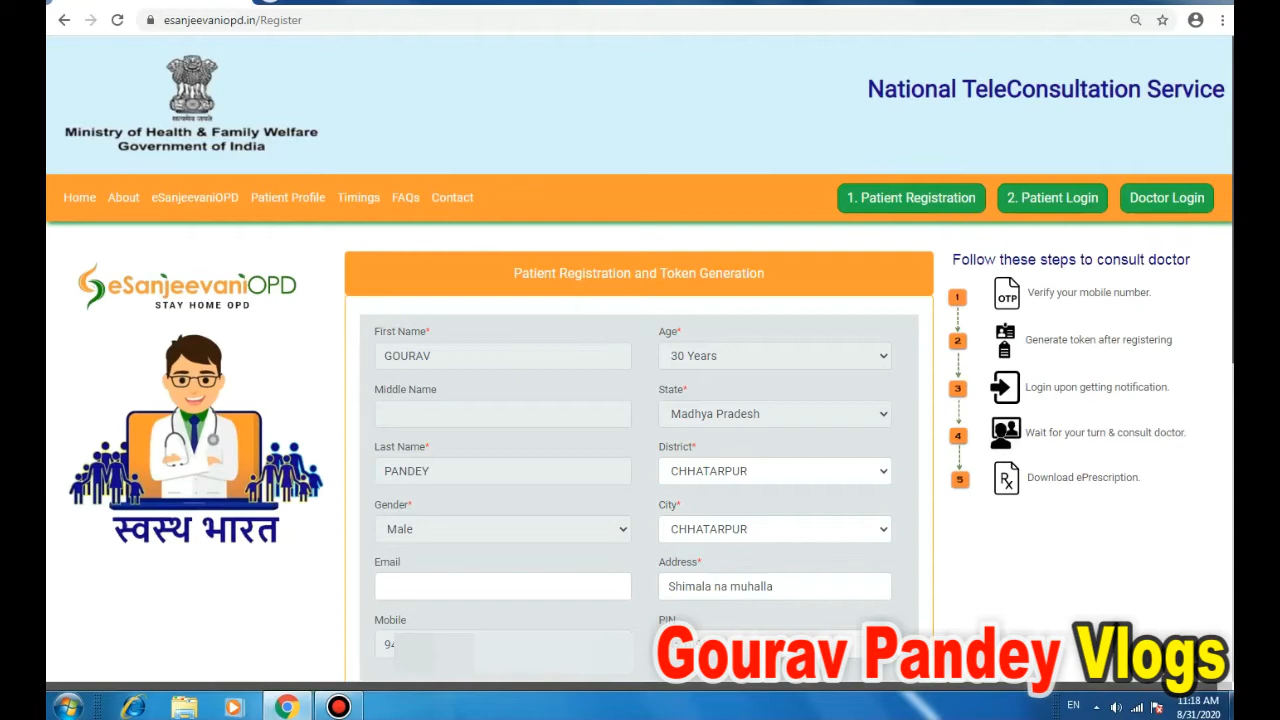 esanjeevaniopd.in/Register
Ministry of Health & Family Welfare
Government of India
National TeleConsultation Service
Home About eSanjeevaniOPD Patient Profile Timings FAQs Contact
1. Patient Registration 2. Patient Login Doctor Login
eSanjeevaniOPD
STAY HOME OPD
स्वस्थ भारत
Patient Registration and Token Generation
First Name*
GOURAV
Age*
30 Years
Middle Name
State*
Madhya Pradesh
Last Name*
PANDEY
District*
CHHATARPUR
Gender*
Male
City*
CHHATARPUR
Email
Address*
Shimala na muhalla
Mobile
94
PIN
Follow these steps to consult doctor
1 OTP Verify your mobile number.
2 Generate token after registering
3 Login upon getting notification.
4 Wait for your turn & consult doctor.
5 Rx Download ePrescription.
Gourav Pandey Vlogs
EN
11:18 AM
8/31/2020